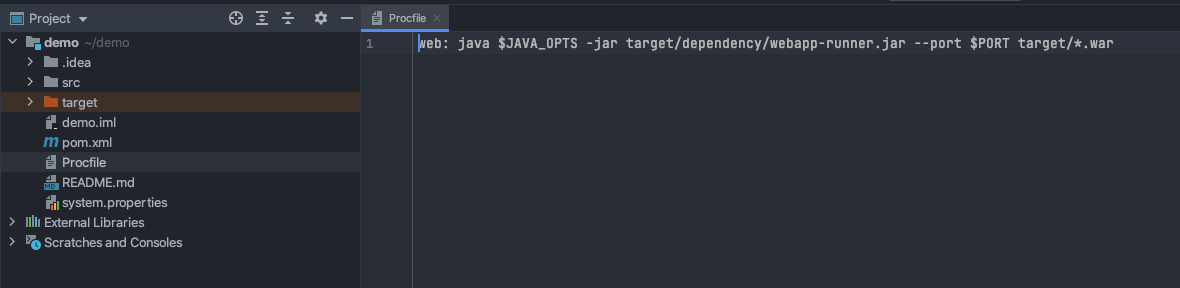 Project
Procfile
demo ~/demo
1 web: java $JAVA_OPTS -jar target/dependency/webapp-runner.jar --port $PORT target/*.war
.idea
src
target
demo.iml
m pom.xml
Procfile
MD README.md
system.properties
External Libraries
Scratches and Consoles